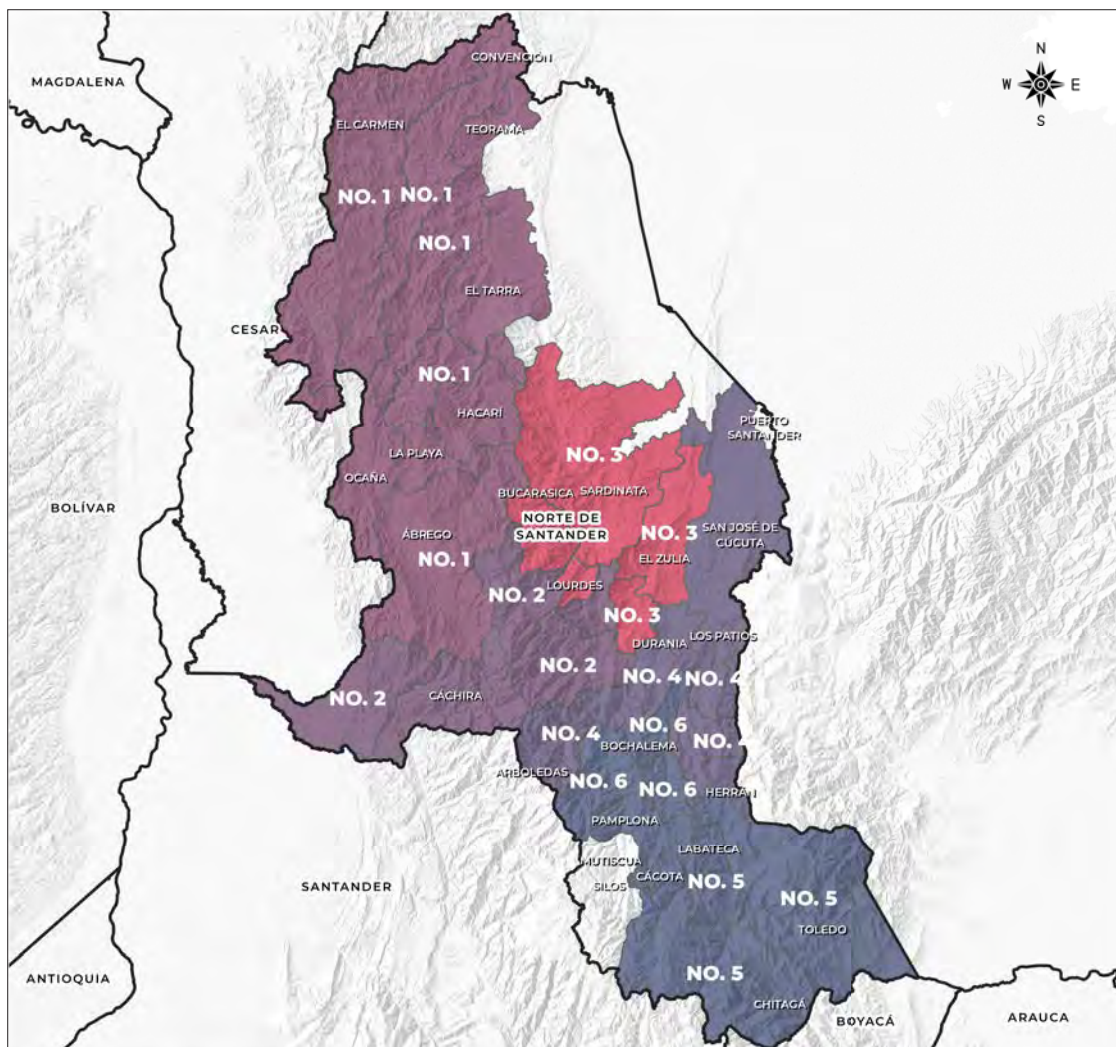 N
W E
S
MAGDALENA
CONVENCIÓN
EL CARMEN
TEORAMA
NO. 1
NO. 1
NO. 1
EL TARRA
CESAR
NO. 1
HACARÍ
PUERTO
SANTANDER
LA PLAYA
NO. 3
OCAÑA
BUCARASICA
SARDINATA
BOLÍVAR
NORTE DE
SANTANDER
SAN JOSÉ DE
CÚCUTA
ÁBREGO
NO. 3
NO. 1
EL ZULIA
LOURDES
NO. 2
NO. 3
DURANIA
LOS PATIOS
NO. 2
NO. 4
NO. 4
NO. 2
CÁCHIRA
NO. 6
NO. 4
BOCHALEMA
NO.
ARBOLEDAS
NO. 6
NO. 6
HERRÁN
PAMPLONA
LABATECA
MUTISCUA
CÁCOTA
NO. 5
SILOS
SANTANDER
NO. 5
TOLEDO
NO. 5
ANTIOQUIA
CHITAGÁ
BOYACÁ
ARAUCA